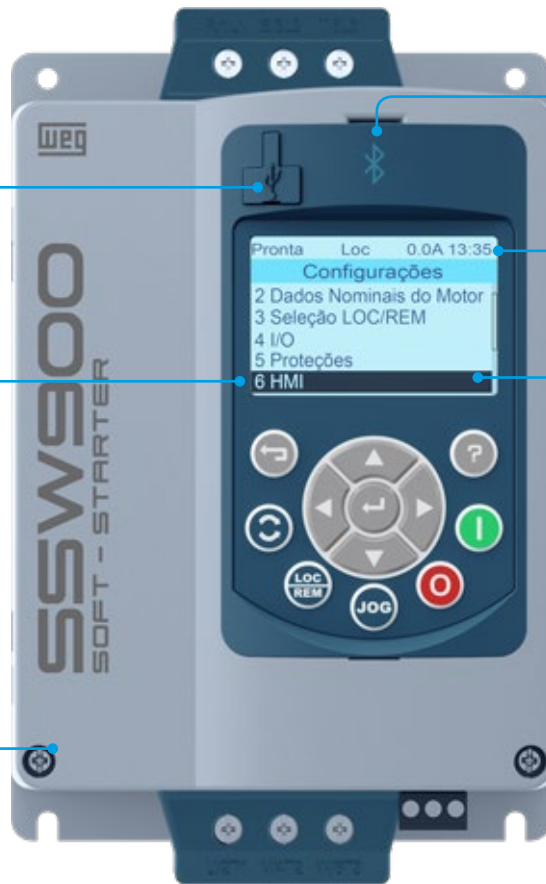 WEG
SSW900
SOFT-STARTER
Pronta Loc 0.0A 13:35
Configurações
2 Dados Nominais do Motor
3 Seleção LOC/REM
4 I/O
5 Proteções
6 HMI
?
I
LOC
REM
JOG
O